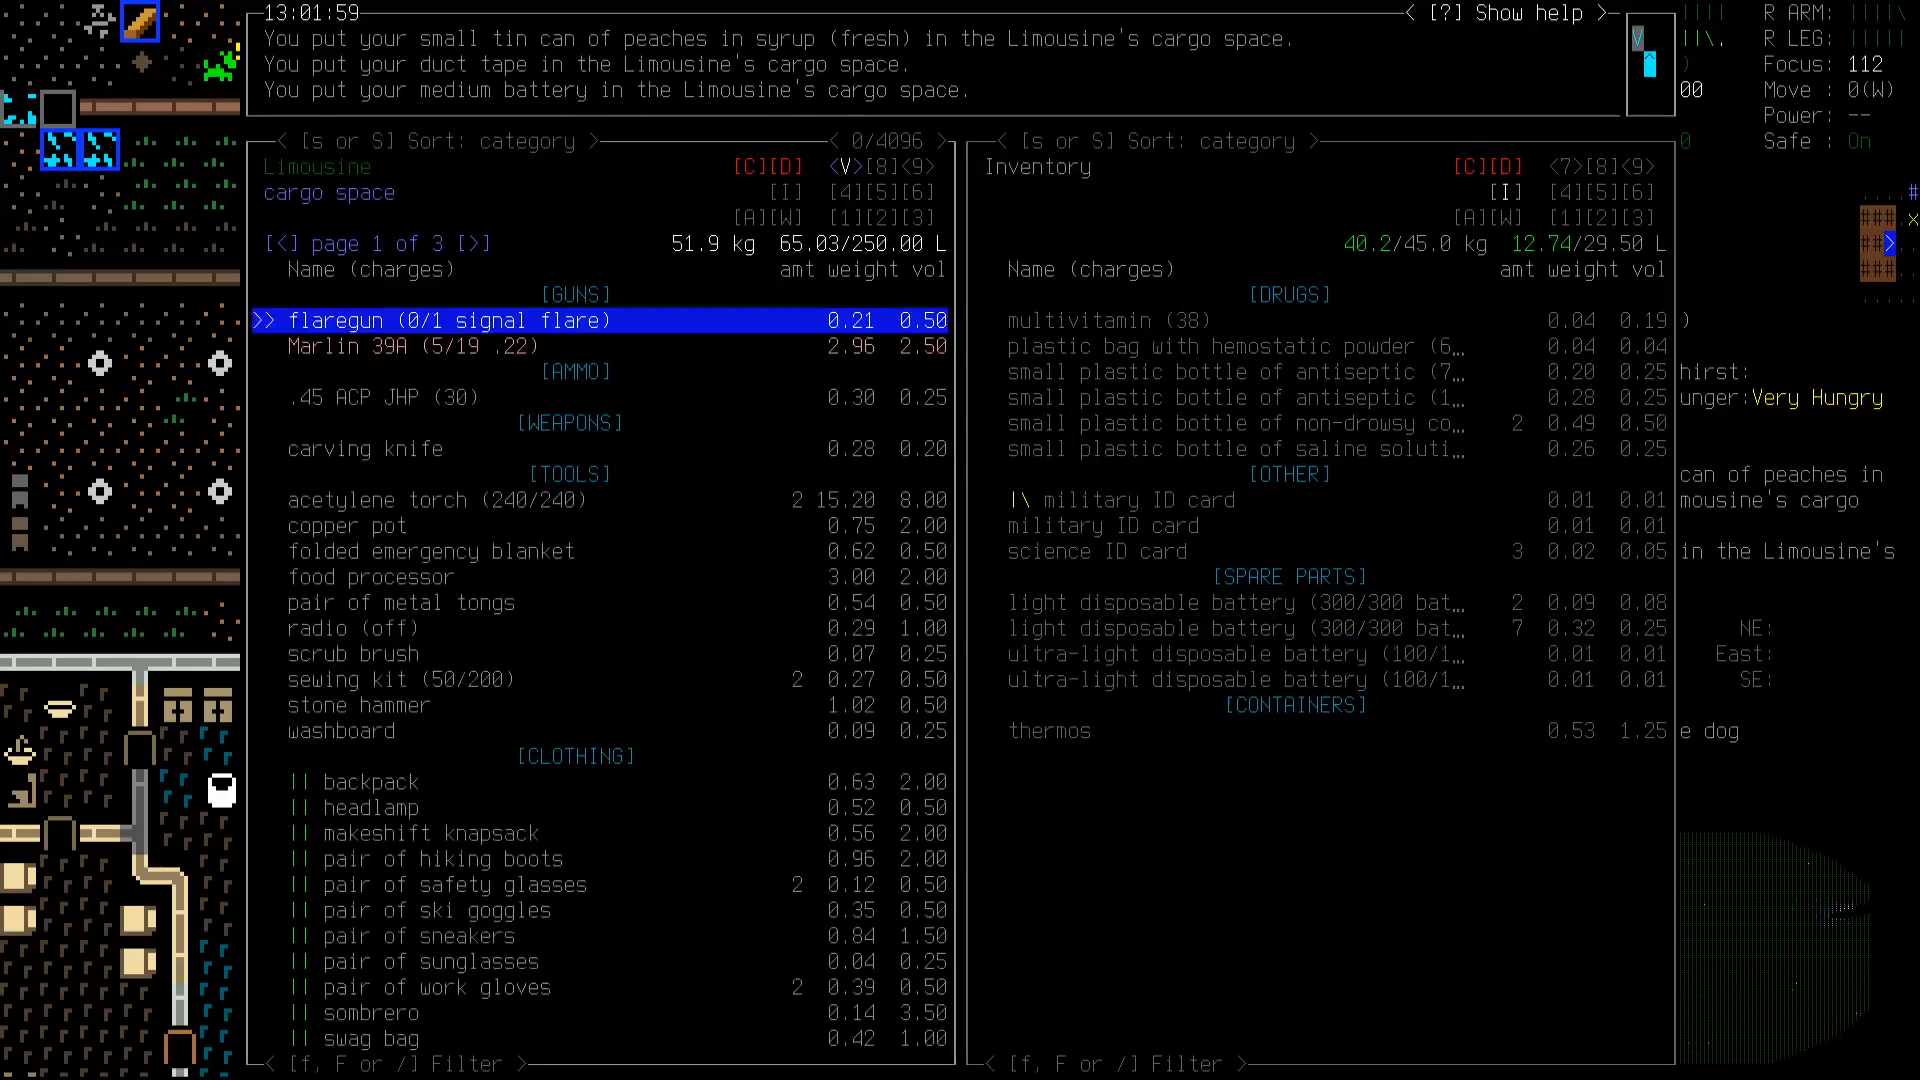 13:01:59 < [?] Show help >
You put your small tin can of peaches in syrup (fresh) in the Limousine's cargo space.
You put your duct tape in the Limousine's cargo space.
You put your medium battery in the Limousine's cargo space.
R ARM: ||||\
R LEG: |||||
Focus: 112
00 Move : 0(W)
Power: --
0 Safe : On
< [s or S] Sort: category > < 0/4096 >
Limousine [C][D] <V>[8]<9>
cargo space [I] [4][5][6]
[A][W] [1][2][3]
[<] page 1 of 3 [>] 51.9 kg 65.03/250.00 L
Name (charges) amt weight vol
[GUNS]
>> flaregun (0/1 signal flare) 0.21 0.50
Marlin 39A (5/19 .22) 2.96 2.50
[AMMO]
.45 ACP JHP (30) 0.30 0.25
[WEAPONS]
carving knife 0.28 0.20
[TOOLS]
acetylene torch (240/240) 2 15.20 8.00
copper pot 0.75 2.00
folded emergency blanket 0.62 0.50
food processor 3.00 2.00
pair of metal tongs 0.54 0.50
radio (off) 0.29 1.00
scrub brush 0.07 0.25
sewing kit (50/200) 2 0.27 0.50
stone hammer 1.02 0.50
washboard 0.09 0.25
[CLOTHING]
|| backpack 0.63 2.00
|| headlamp 0.52 0.50
|| makeshift knapsack 0.56 2.00
|| pair of hiking boots 0.96 2.00
|| pair of safety glasses 2 0.12 0.50
|| pair of ski goggles 0.35 0.50
|| pair of sneakers 0.84 1.50
|| pair of sunglasses 0.04 0.25
|| pair of work gloves 2 0.39 0.50
|| sombrero 0.14 3.50
|| swag bag 0.42 1.00
< [f, F or /] Filter >
< [s or S] Sort: category >
Inventory [C][D] <7>[8]<9>
[I] [4][5][6]
[A][W] [1][2][3]
40.2/45.0 kg 12.74/29.50 L
Name (charges) amt weight vol
[DRUGS]
multivitamin (38) 0.04 0.19
plastic bag with hemostatic powder (6… 0.04 0.04
small plastic bottle of antiseptic (7… 0.20 0.25
small plastic bottle of antiseptic (1… 0.28 0.25
small plastic bottle of non-drowsy co… 2 0.49 0.50
small plastic bottle of saline soluti… 0.26 0.25
[OTHER]
|\ military ID card 0.01 0.01
military ID card 0.01 0.01
science ID card 3 0.02 0.05
[SPARE PARTS]
light disposable battery (300/300 bat… 2 0.09 0.08
light disposable battery (300/300 bat… 7 0.32 0.25
ultra-light disposable battery (100/1… 0.01 0.01
ultra-light disposable battery (100/1… 0.01 0.01
[CONTAINERS]
thermos 0.53 1.25
< [f, F or /] Filter >
)
hirst:
unger:Very Hungry
can of peaches in
mousine's cargo
in the Limousine's
NE:
East:
SE:
e dog